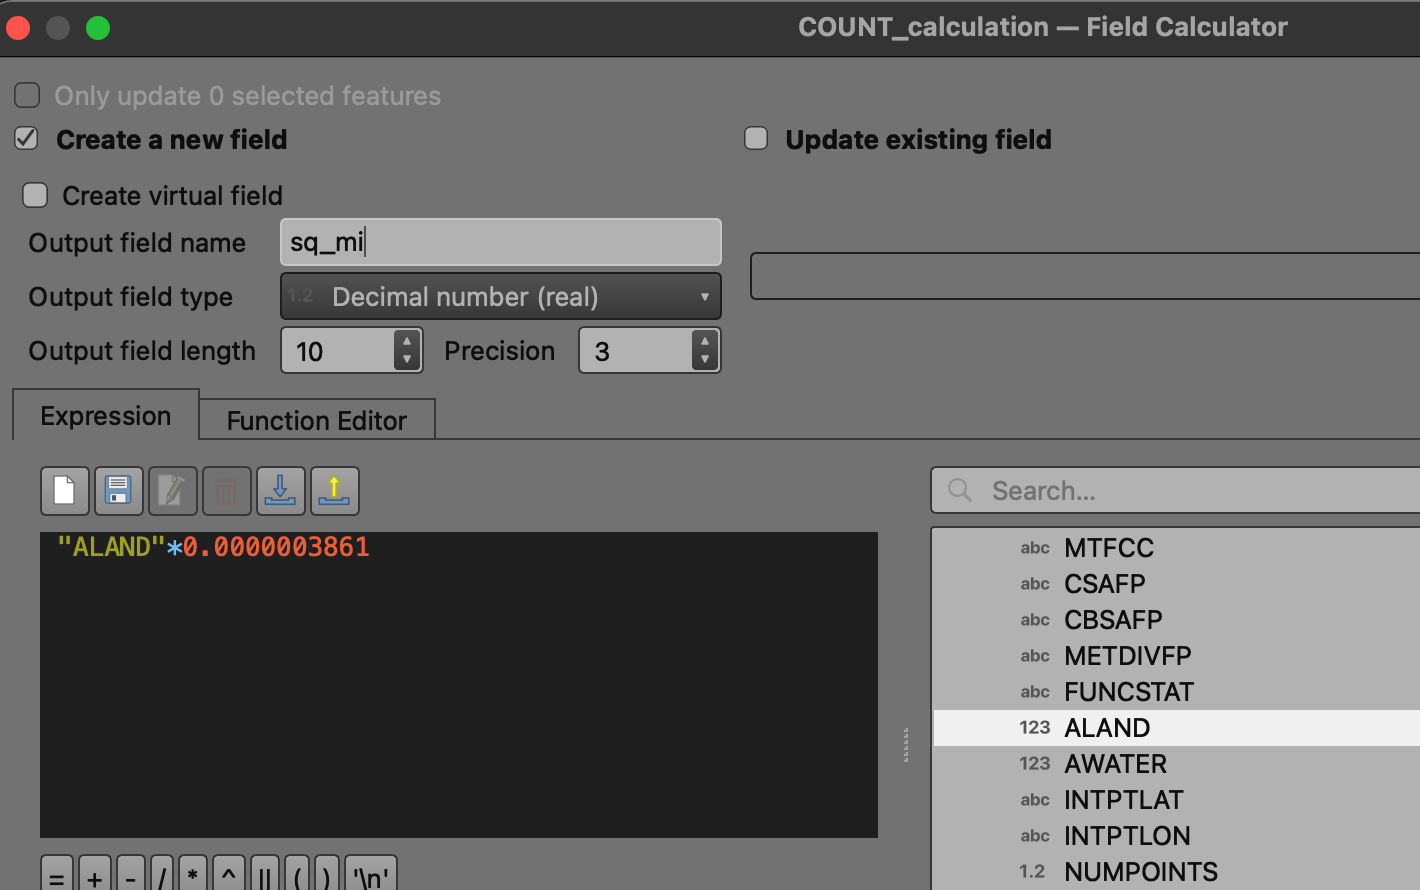 COUNT_calculation — Field Calculator
Only update 0 selected features
Create a new field
Update existing field
Create virtual field
Output field name
sq_mi
Output field type
1.2 Decimal number (real)
Output field length
10
Precision
3
Expression
Function Editor
Search...
"ALAND"*0.0000003861
abc MTFCC
abc CSAFP
abc CBSAFP
abc METDIVFP
abc FUNCSTAT
123 ALAND
123 AWATER
abc INTPTLAT
abc INTPTLON
1.2 NUMPOINTS
= + - / * ^ || ( ) '\n'